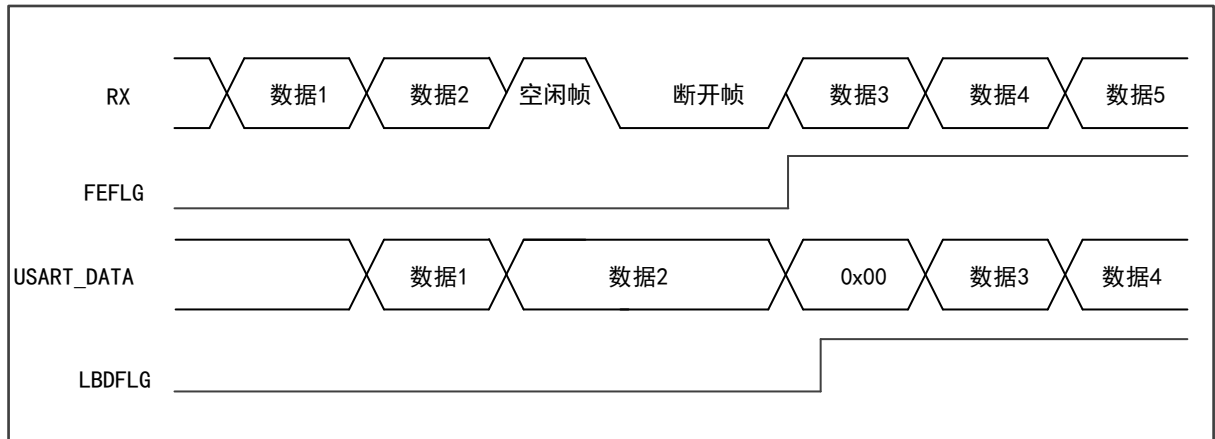 RX 数据1 数据2 空闲帧 断开帧 数据3 数据4 数据5
FEFLG
USART_DATA 数据1 数据2 0x00 数据3 数据4
LBDFLG